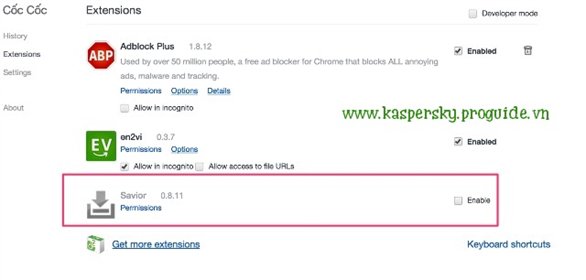 Cốc Cốc
Extensions
Developer mode
History
Extensions
Settings
About
ABP
Adblock Plus 1.8.12
Enabled
Used by over 50 million people, a free ad blocker for Chrome that blocks ALL annoying
ads, malware and tracking.
Permissions Options Details
Allow in incognito
www.kaspersky.proguide.vn
EV
en2vi 0.3.7
Enabled
Permissions Options
Allow in incognito Allow access to file URLs
Savior 0.8.11
Enable
Permissions
Get more extensions
Keyboard shortcuts